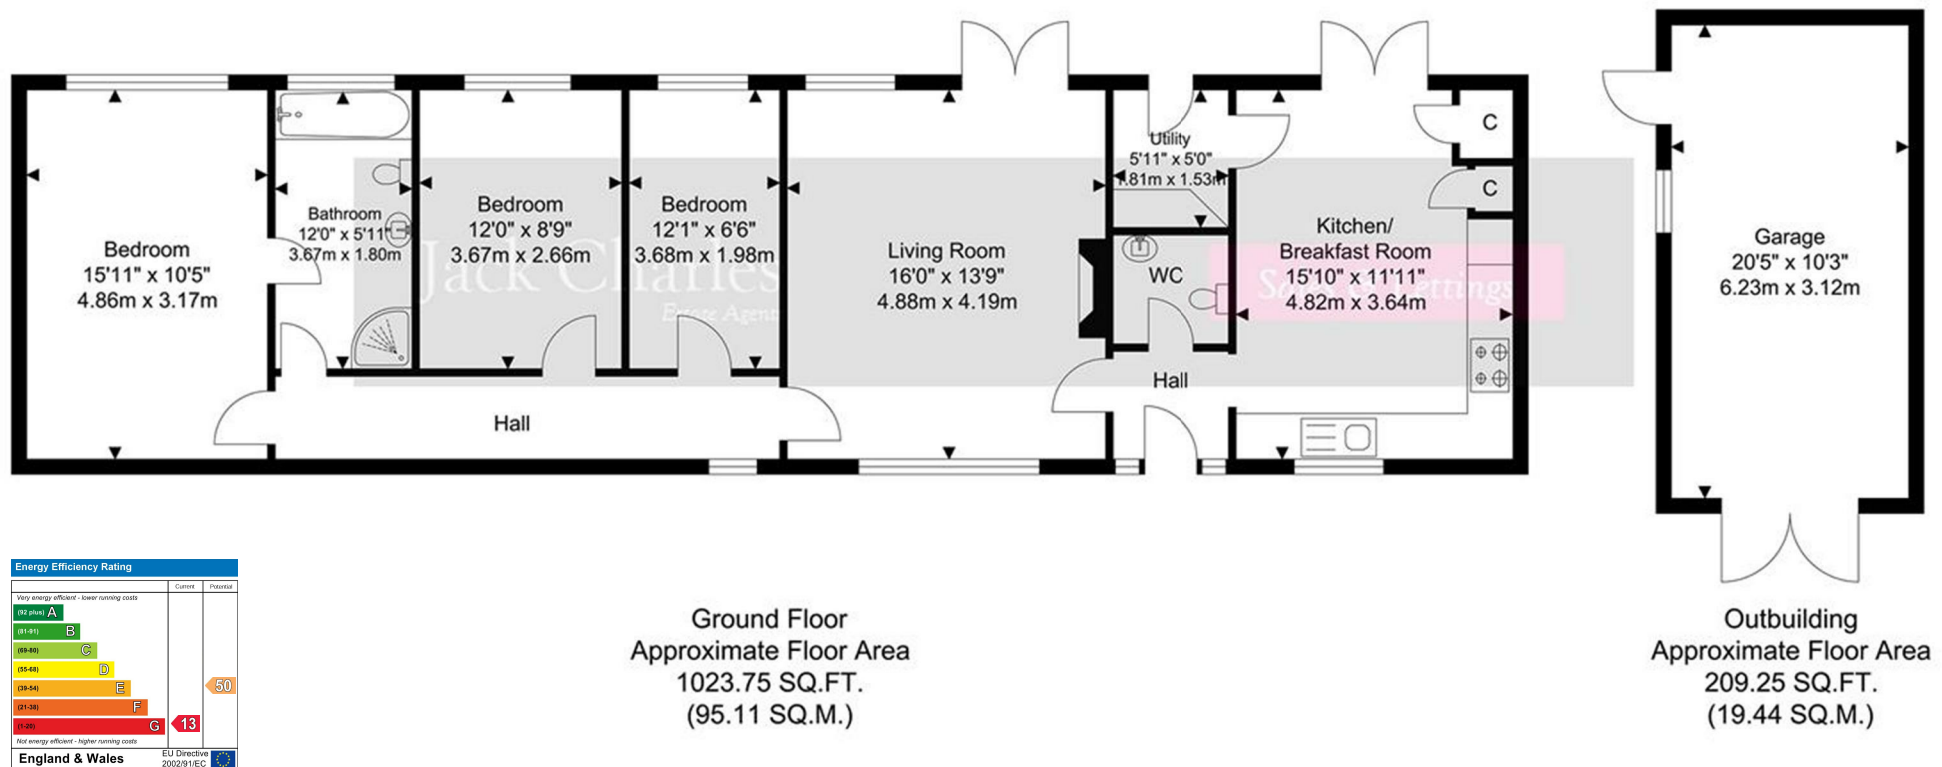 Bedroom
15'11" x 10'5"
4.86m x 3.17m
Bathroom
12'0" x 5'11"
3.67m x 1.80m
Bedroom
12'0" x 8'9"
3.67m x 2.66m
Bedroom
12'1" x 6'6"
3.68m x 1.98m
Living Room
16'0" x 13'9"
4.88m x 4.19m
Utility
5'11" x 5'0"
1.81m x 1.53m
WC
Hall
Hall
Kitchen/
Breakfast Room
15'10" x 11'11"
4.82m x 3.64m
C
C
Garage
20'5" x 10'3"
6.23m x 3.12m
Jack Charles
Estate Agents
Sales & Lettings
Ground Floor
Approximate Floor Area
1023.75 SQ.FT.
(95.11 SQ.M.)
Outbuilding
Approximate Floor Area
209.25 SQ.FT.
(19.44 SQ.M.)
Energy Efficiency Rating
Current Potential
Very energy efficient - lower running costs
(92 plus) A
(81-91) B
(69-80) C
(55-68) D
(39-54) E
50
(21-38) F
(1-20) G
13
Not energy efficient - higher running costs
England & Wales
EU Directive
2002/91/EC